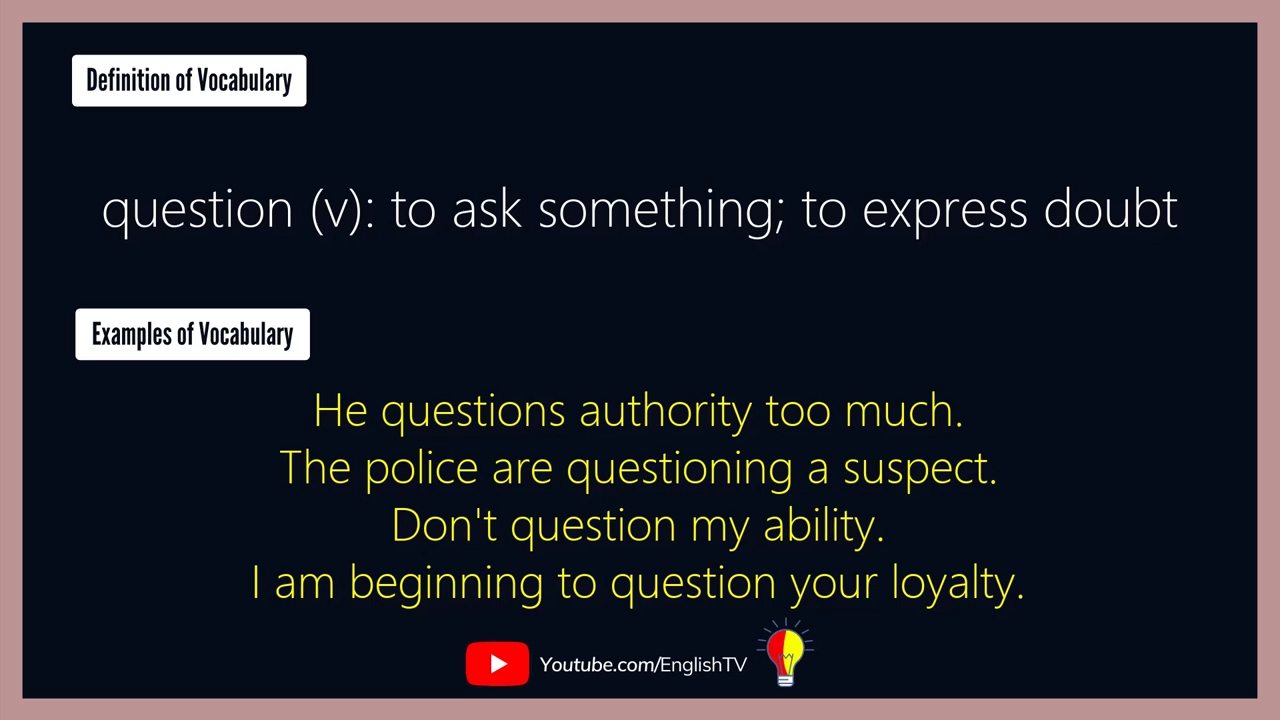 Definition of Vocabulary
question (v): to ask something; to express doubt
Examples of Vocabulary
He questions authority too much.
The police are questioning a suspect.
Don't question my ability.
I am beginning to question your loyalty.
Youtube.com/EnglishTV